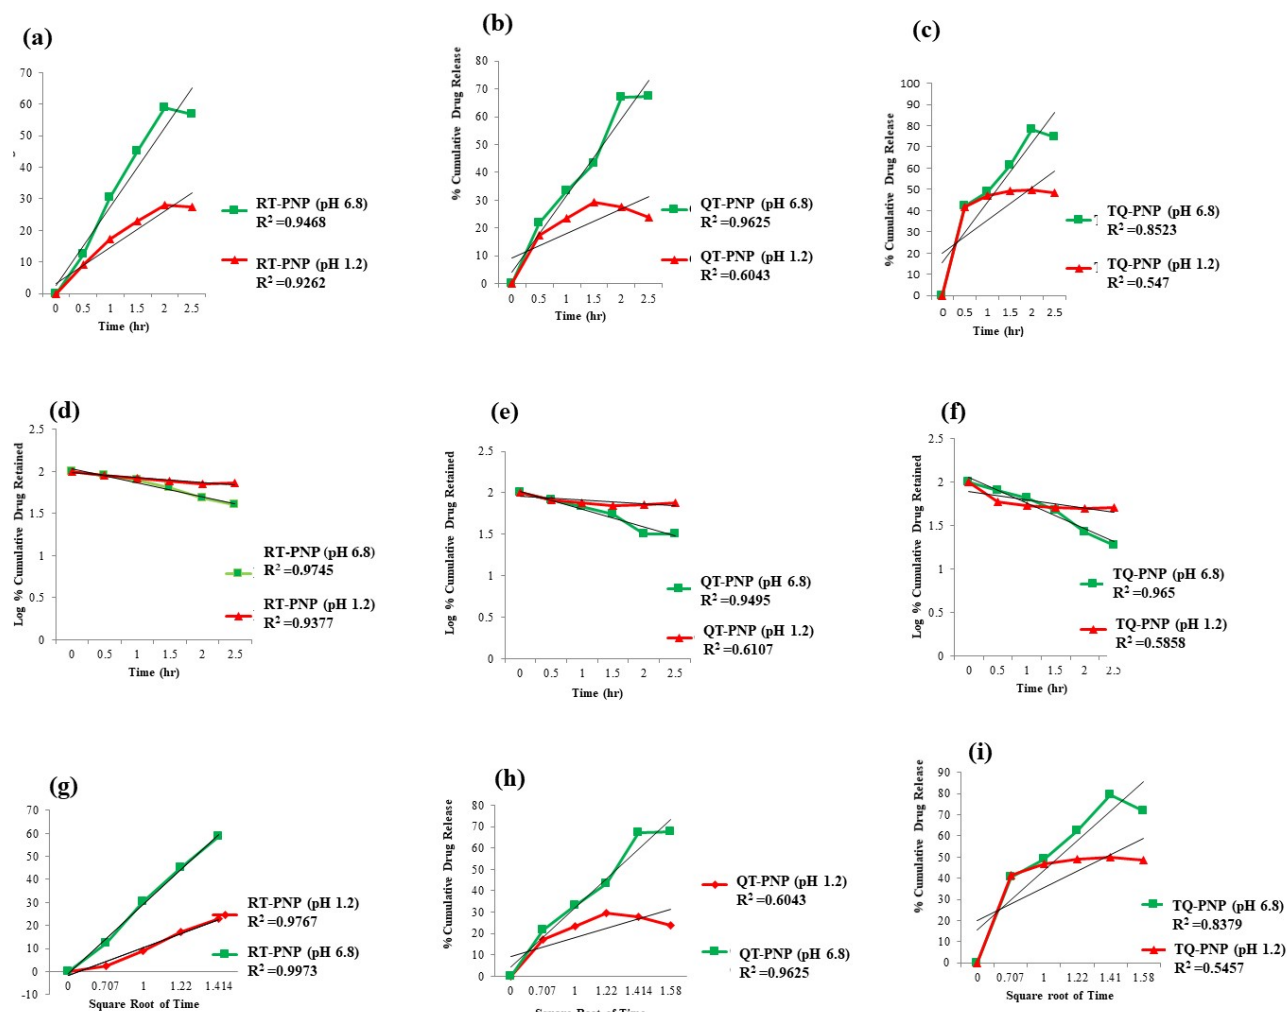 (a)
70
60
50
40
30
20
10
0
0 0.5 1 1.5 2 2.5
Time (hr)
RT-PNP (pH 6.8)
R2 =0.9468
RT-PNP (pH 1.2)
R2 =0.9262
(b)
% Cumulative Drug Release
80
70
60
50
40
30
20
10
0
0 0.5 1 1.5 2 2.5
Time (hr)
QT-PNP (pH 6.8)
R2 =0.9625
QT-PNP (pH 1.2)
R2 =0.6043
(c)
% Cumulative Drug Release
100
90
80
70
60
50
40
30
20
10
0
0 0.5 1 1.5 2 2.5
Time (hr)
TQ-PNP (pH 6.8)
R2 =0.8523
TQ-PNP (pH 1.2)
R2 =0.547
(d)
Log % Cumulative Drug Retained
2.5
2
1.5
1
0.5
0
0 0.5 1 1.5 2 2.5
Time (hr)
RT-PNP (pH 6.8)
R2 =0.9745
RT-PNP (pH 1.2)
R2 =0.9377
(e)
Log % Cumulative Drug Retained
2.5
2
1.5
1
0.5
0
0 0.5 1 1.5 2 2.5
Time (hr)
QT-PNP (pH 6.8)
R2 =0.9495
QT-PNP (pH 1.2)
R2 =0.6107
(f)
Log % Cumulative Drug Retained
2.5
2
1.5
1
0.5
0
0 0.5 1 1.5 2 2.5
Time (hr)
TQ-PNP (pH 6.8)
R2 =0.965
TQ-PNP (pH 1.2)
R2 =0.5858
(g)
70
60
50
40
30
20
10
0
-10
0 0.707 1 1.22 1.414
Square Root of Time
RT-PNP (pH 1.2)
R2 =0.9767
RT-PNP (pH 6.8)
R2 =0.9973
(h)
%Cumulative Drug Release
80
70
60
50
40
30
20
10
0
0 0.707 1 1.22 1.414 1.58
Square Root of Time
QT-PNP (pH 1.2)
R2 =0.6043
QT-PNP (pH 6.8)
R2 =0.9625
(i)
% Cumulative Drug Release
90
80
70
60
50
40
30
20
10
0
0 0.707 1 1.22 1.41 1.58
Square root of Time
TQ-PNP (pH 6.8)
R2 =0.8379
TQ-PNP (pH 1.2)
R2 =0.5457